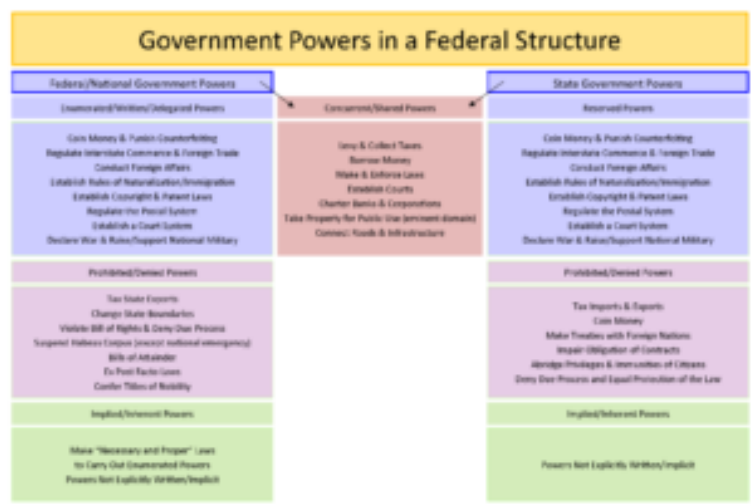 Government Powers in a Federal Structure
Federal/National Government Powers
State Government Powers
Enumerated/Written/Delegated Powers
Concurrent/Shared Powers
Reserved Powers
Coin Money & Punish Counterfeiting
Regulate Interstate Commerce & Foreign Trade
Conduct Foreign Affairs
Establish Rules of Naturalization/Immigration
Establish Copyright & Patent Laws
Regulate the Postal System
Establish a Court System
Declare War & Raise/Support National Military
Levy & Collect Taxes
Borrow Money
Make & Enforce Laws
Establish Courts
Charter Banks & Corporations
Take Property for Public Use (eminent domain)
Connect Roads & Infrastructure
Coin Money & Punish Counterfeiting
Regulate Interstate Commerce & Foreign Trade
Conduct Foreign Affairs
Establish Rules of Naturalization/Immigration
Establish Copyright & Patent Laws
Regulate the Postal System
Establish a Court System
Declare War & Raise/Support National Military
Prohibited/Denied Powers
Prohibited/Denied Powers
Tax State Exports
Change State Boundaries
Violate Bill of Rights & Deny Due Process
Suspend Habeas Corpus (except national emergency)
Bills of Attainder
Ex Post Facto Laws
Confer Titles of Nobility
Tax Imports & Exports
Coin Money
Make Treaties with Foreign Nations
Impair Obligation of Contracts
Abridge Privileges & Immunities of Citizens
Deny Due Process and Equal Protection of the Law
Implied/Inherent Powers
Implied/Inherent Powers
Make "Necessary and Proper" Laws
to Carry Out Enumerated Powers
Powers Not Explicitly Written/Implicit
Powers Not Explicitly Written/Implicit